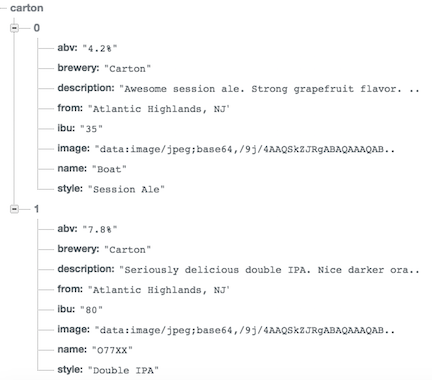 carton
0
abv: "4.2%"
brewery: "Carton"
description: "Awesome session ale. Strong grapefruit flavor. ..
from: "Atlantic Highlands, NJ'
ibu: "35"
image: "data:image/jpeg;base64,/9j/4AAQSkZJRgABAQAAAQAB..
name: "Boat"
style: "Session Ale"
1
abv: "7.8%"
brewery: "Carton"
description: "Seriously delicious double IPA. Nice darker ora..
from: "Atlantic Highlands, NJ'
ibu: "80"
image: "data:image/jpeg;base64,/9j/4AAQSkZJRgABAQAAAQAB..
name: "O77XX"
style: "Double IPA"